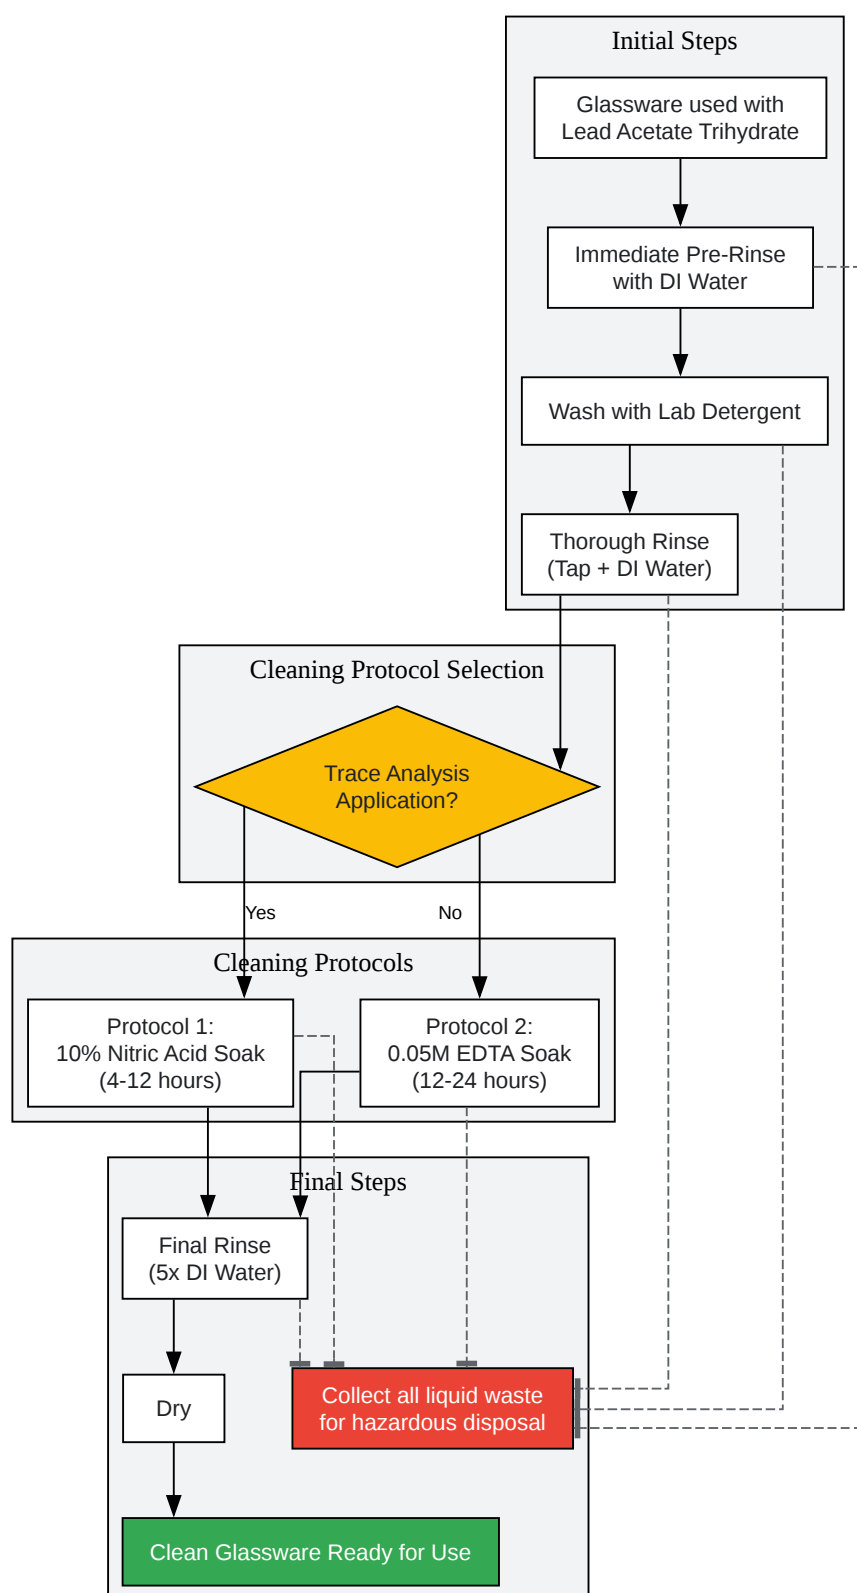 Initial Steps
Glassware used with
Lead Acetate Trihydrate
Immediate Pre-Rinse
with DI Water
Wash with Lab Detergent
Thorough Rinse
(Tap + DI Water)
Cleaning Protocol Selection
Trace Analysis
Application?
Yes
No
Cleaning Protocols
Protocol 1:
10% Nitric Acid Soak
(4-12 hours)
Protocol 2:
0.05M EDTA Soak
(12-24 hours)
Final Steps
Final Rinse
(5x DI Water)
Dry
Collect all liquid waste
for hazardous disposal
Clean Glassware Ready for Use